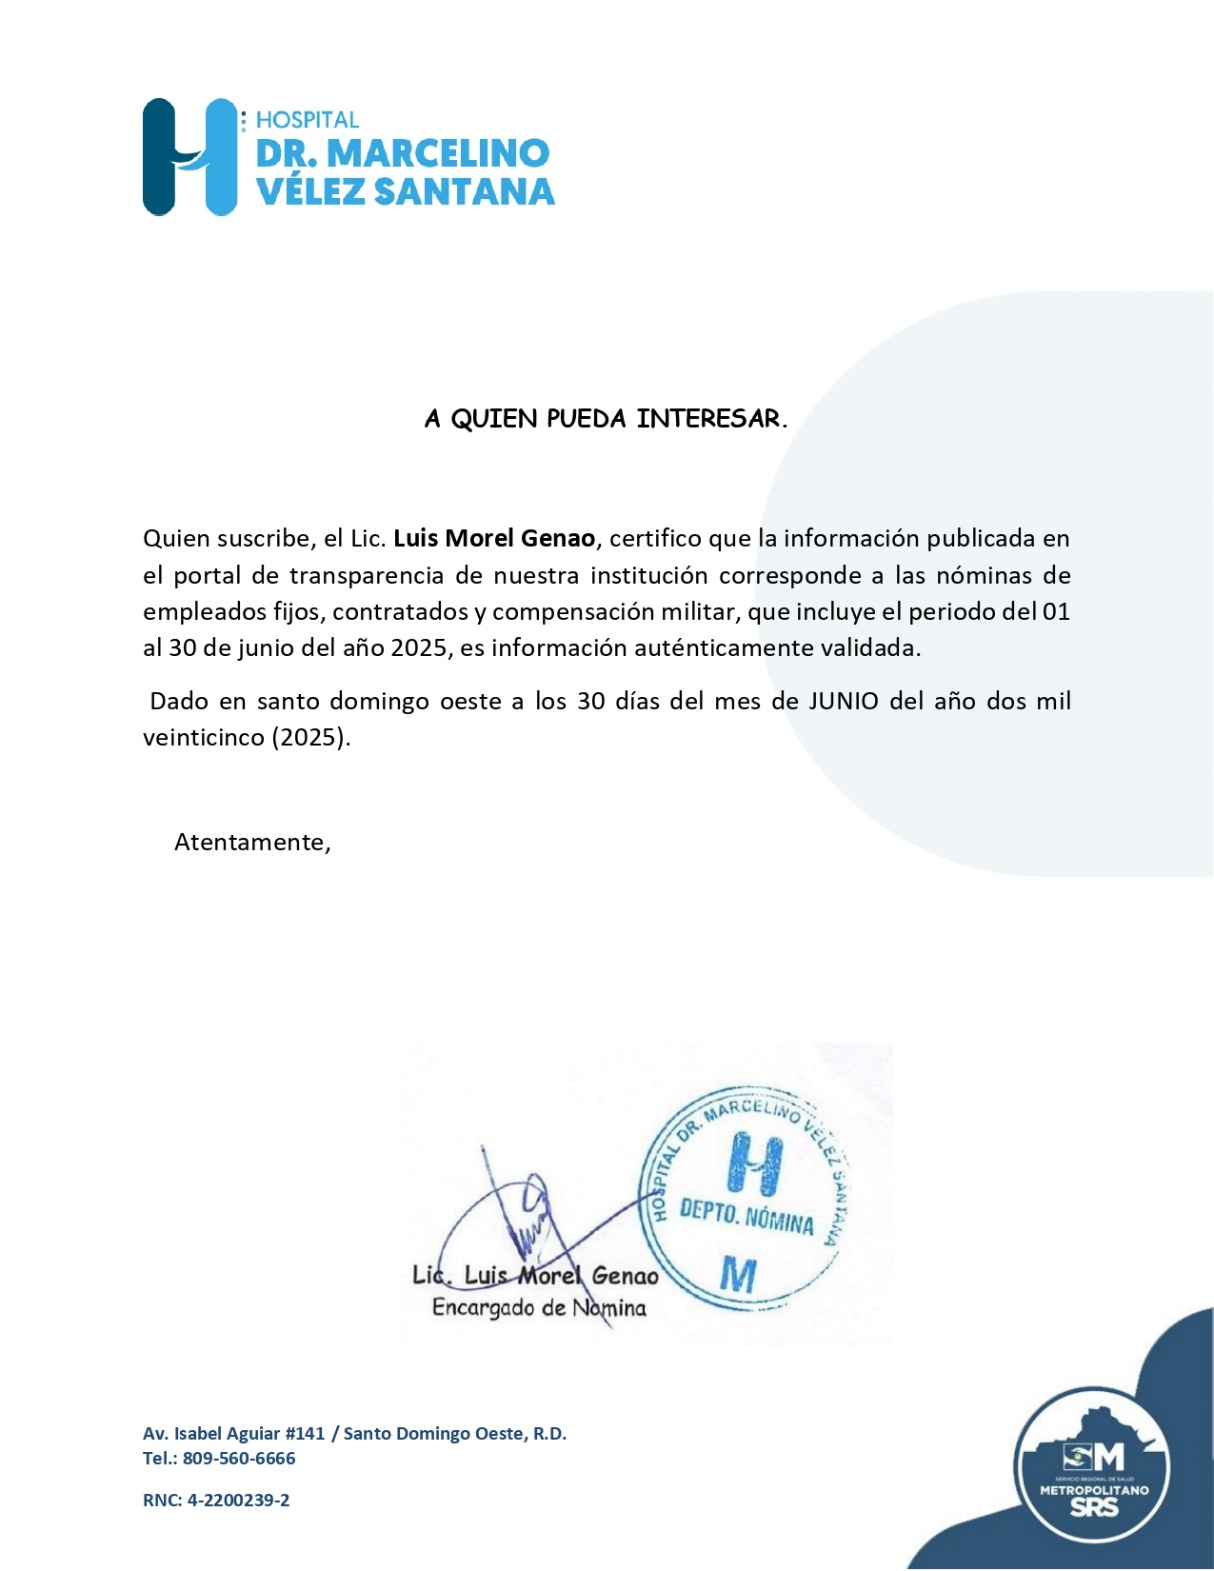 HOSPITAL
DR. MARCELINO
VÉLEZ SANTANA
A QUIEN PUEDA INTERESAR.
Quien suscribe, el Lic. Luis Morel Genao, certifico que la información publicada en
el portal de transparencia de nuestra institución corresponde a las nóminas de
empleados fijos, contratados y compensación militar, que incluye el periodo del 01
al 30 de junio del año 2025, es información auténticamente validada.
Dado en santo domingo oeste a los 30 días del mes de JUNIO del año dos mil
veinticinco (2025).
Atentamente,
HOSPITAL DR. MARCELINO VÉLEZ SANTANA
DEPTO. NÓMINA
M
Lic. Luis Morel Genao
Encargado de Nomina
Av. Isabel Aguiar #141 / Santo Domingo Oeste, R.D.
Tel.: 809-560-6666
RNC: 4-2200239-2
SM
SERVICIO REGIONAL DE SALUD
METROPOLITANO
SRS